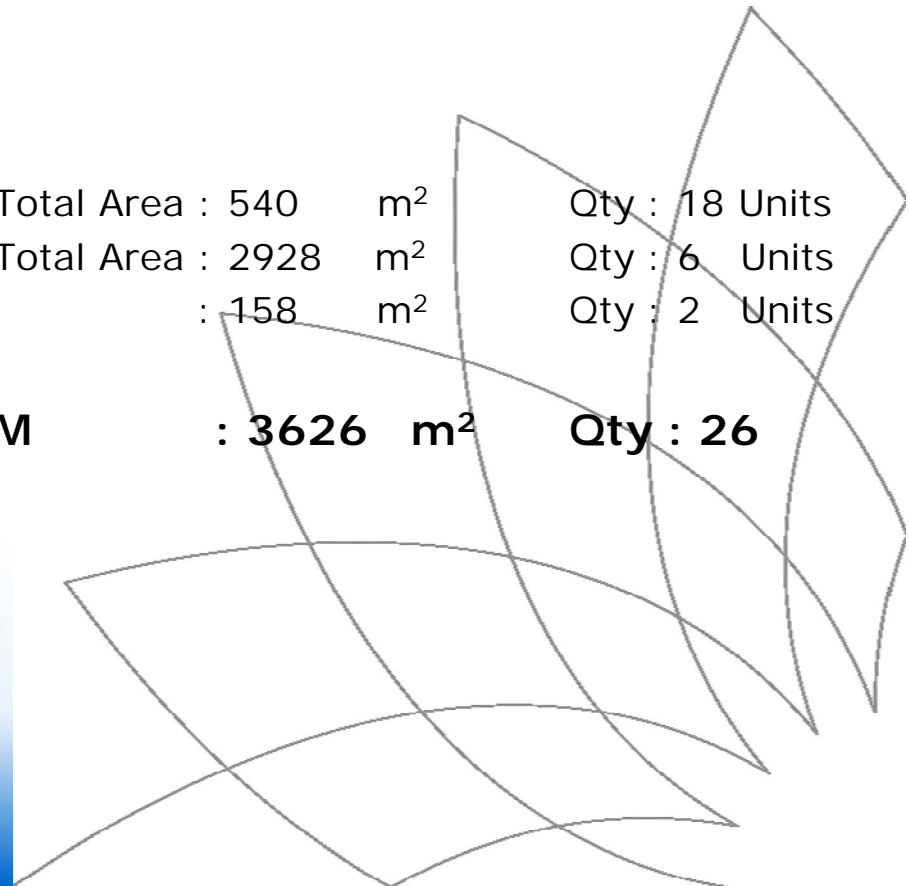 Total Area : 540 m² Qty : 18 Units
Total Area : 2928 m² Qty : 6 Units
: 158 m² Qty : 2 Units
M : 3626 m² Qty : 26